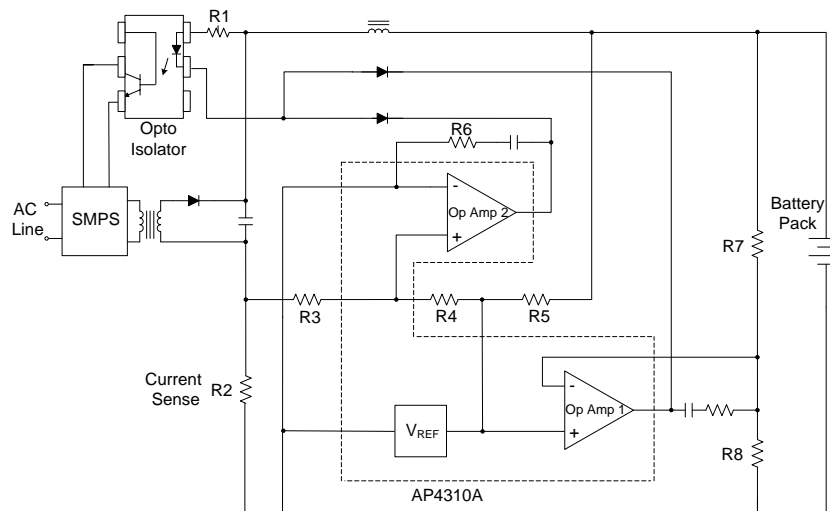 R1
Opto
Isolator
R6
-
Op Amp 2
+
AC
Line
SMPS
Battery
Pack
R7
R3
R4
R5
Current
Sense
R2
-
Op Amp 1
+
VREF
R8
AP4310A